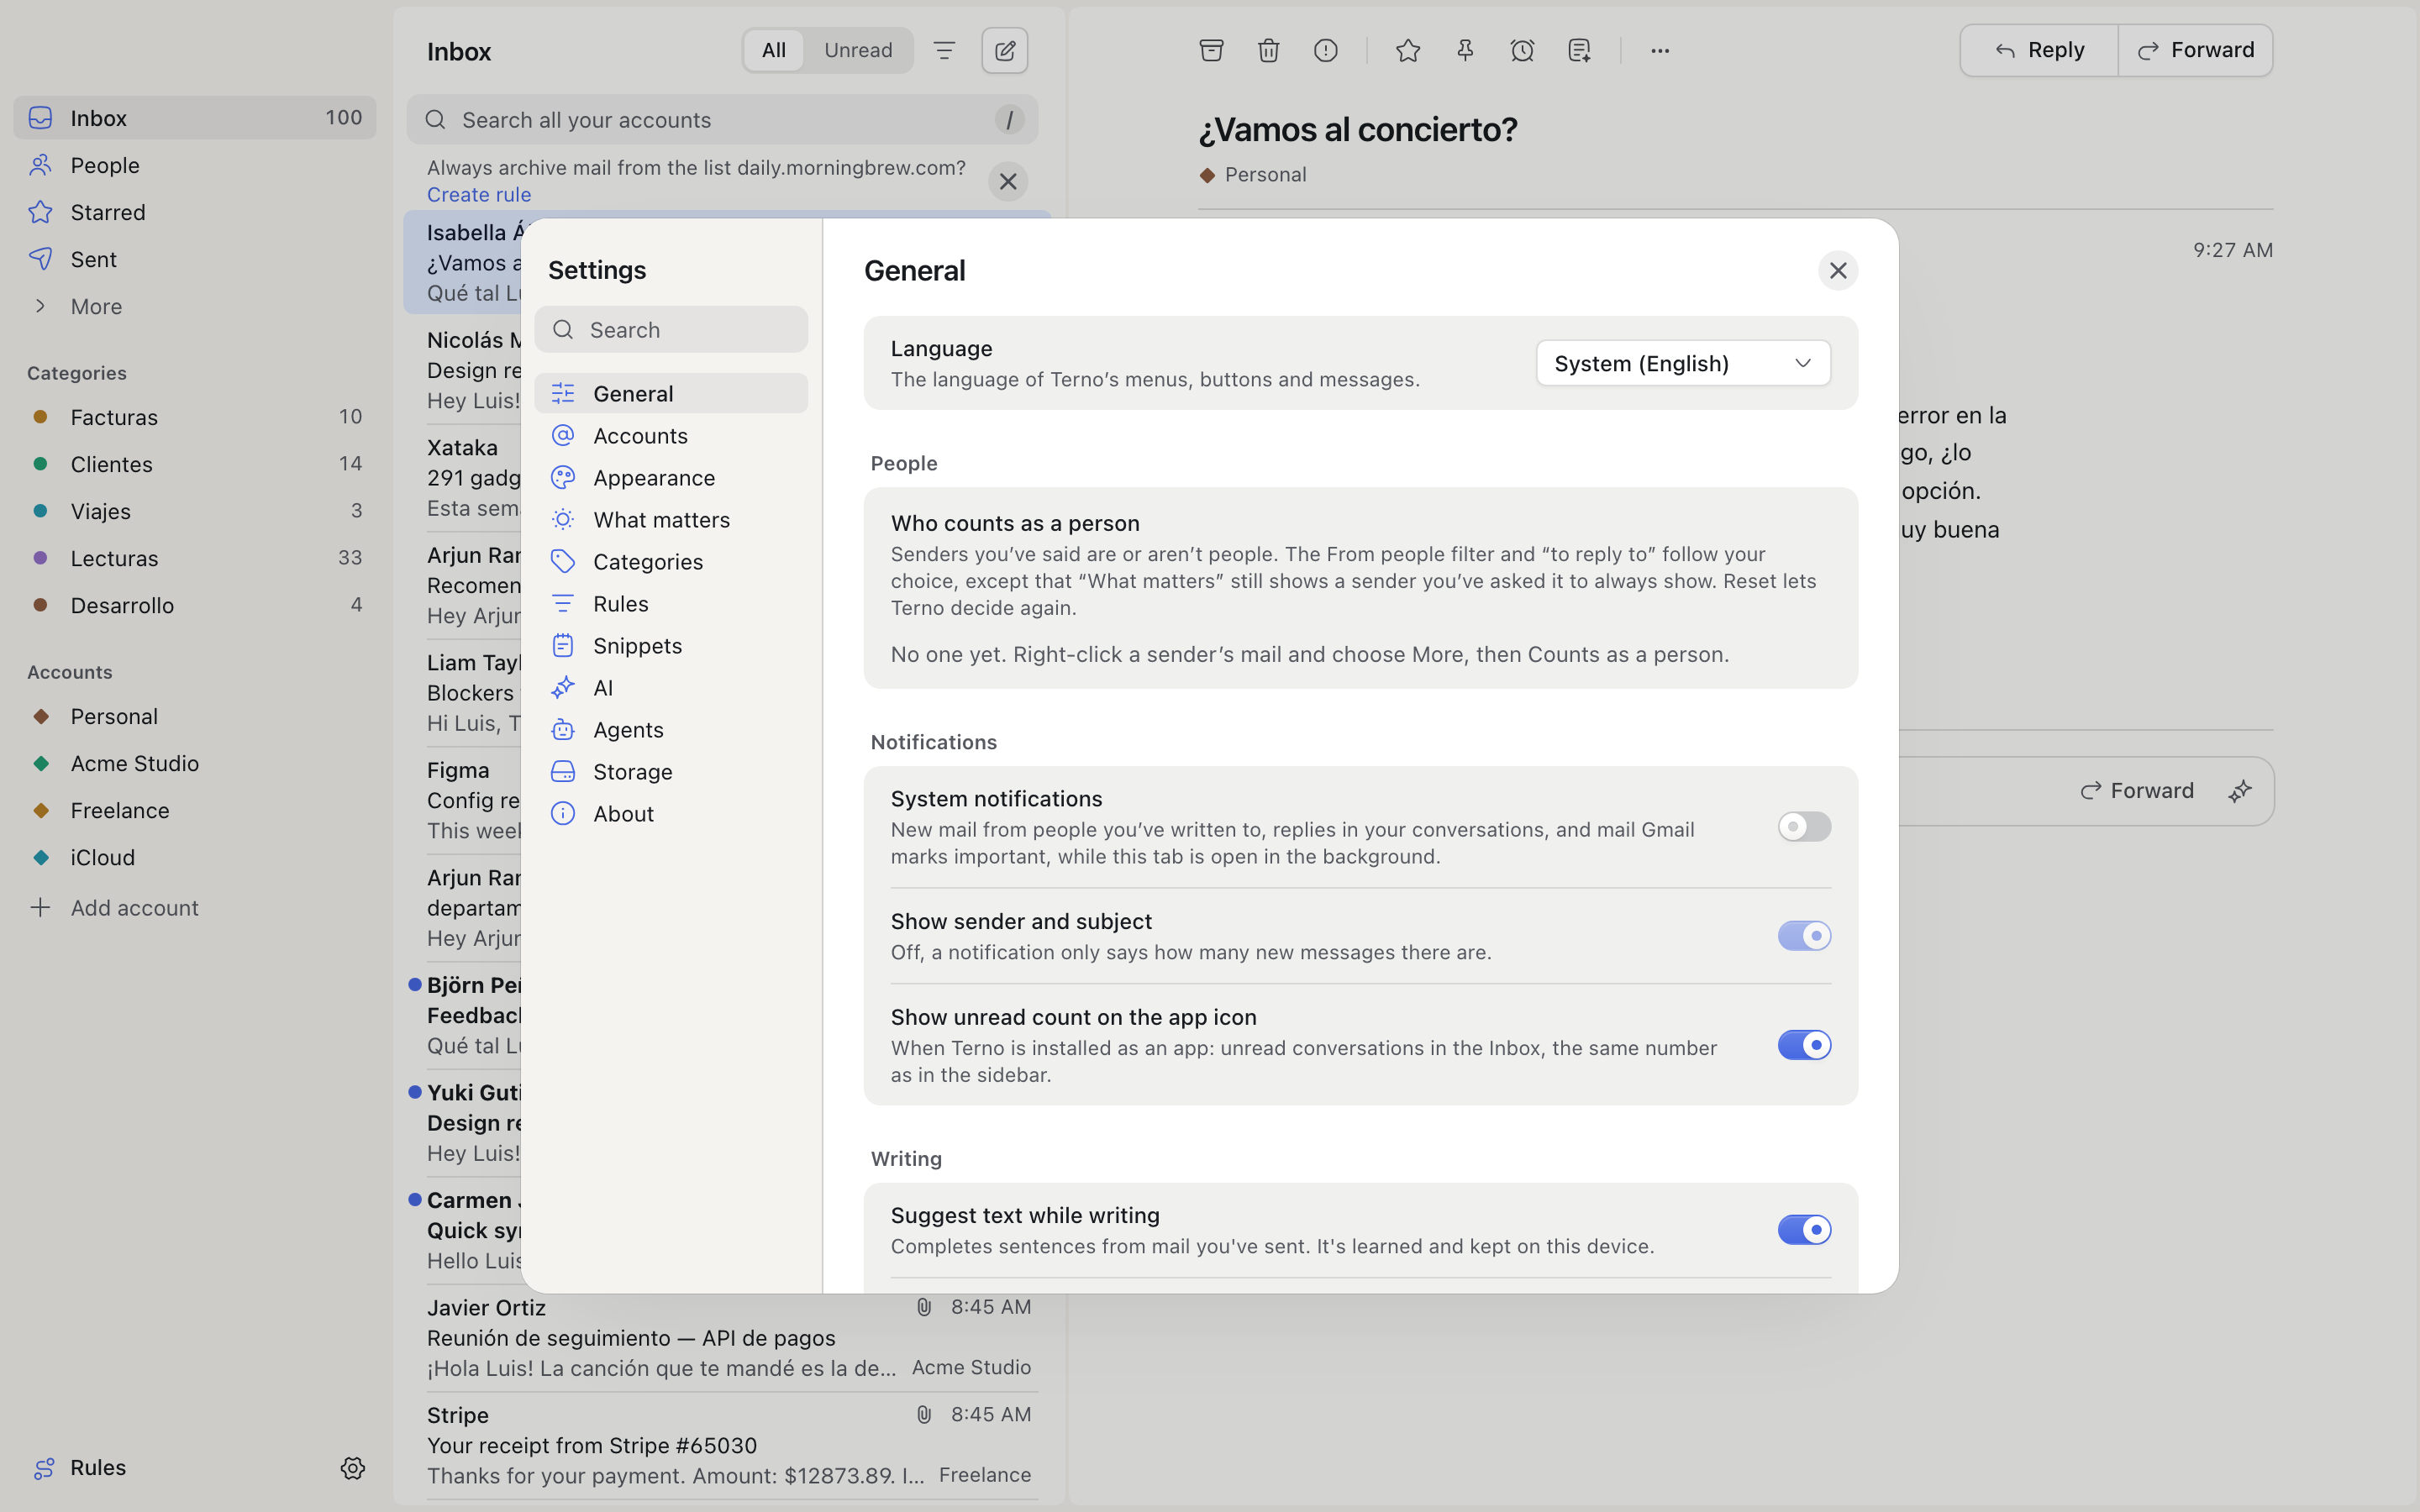 Inbox 100
People
Starred
Sent
More
Categories
Facturas 10
Clientes 14
Viajes 3
Lecturas 33
Desarrollo 4
Accounts
Personal
Acme Studio
Freelance
iCloud
Add account
Rules
Inbox
All Unread
Search all your accounts /
Always archive mail from the list daily.morningbrew.com?
Create rule
Isabella
¿Vamos
Qué tal
Nicolás
Design
Hey Luis!
Xataka
291
Esta
Arjun
Hey
Liam
Blockers
Hi Luis,
Figma
Config
This
Arjun
Hey
Björn
Qué tal
Yuki
Design
Hey Luis!
Carmen
Quick
Hello
Javier Ortiz 8:45 AM
Reunión de seguimiento — API de pagos
¡Hola Luis! La canción que te mandé es la de... Acme Studio
Stripe 8:45 AM
Your receipt from Stripe #65030
Thanks for your payment. Amount: $12873.89. I... Freelance
Reply Forward
¿Vamos al concierto?
Personal
9:27 AM
error en la
¿lo
opción.
buena
Forward
Settings
Search
General
Accounts
Appearance
What matters
Categories
Rules
Snippets
AI
Agents
Storage
About
General
Language
The language of Terno’s menus, buttons and messages.
System (English)
People
Who counts as a person
Senders you’ve said are or aren’t people. The From people filter and “to reply to” follow your
choice, except that “What matters” still shows a sender you’ve asked it to always show. Reset lets
Terno decide again.
No one yet. Right-click a sender’s mail and choose More, then Counts as a person.
Notifications
System notifications
New mail from people you’ve written to, replies in your conversations, and mail Gmail
marks important, while this tab is open in the background.
Show sender and subject
Off, a notification only says how many new messages there are.
Show unread count on the app icon
When Terno is installed as an app: unread conversations in the Inbox, the same number
as in the sidebar.
Writing
Suggest text while writing
Completes sentences from mail you've sent. It's learned and kept on this device.